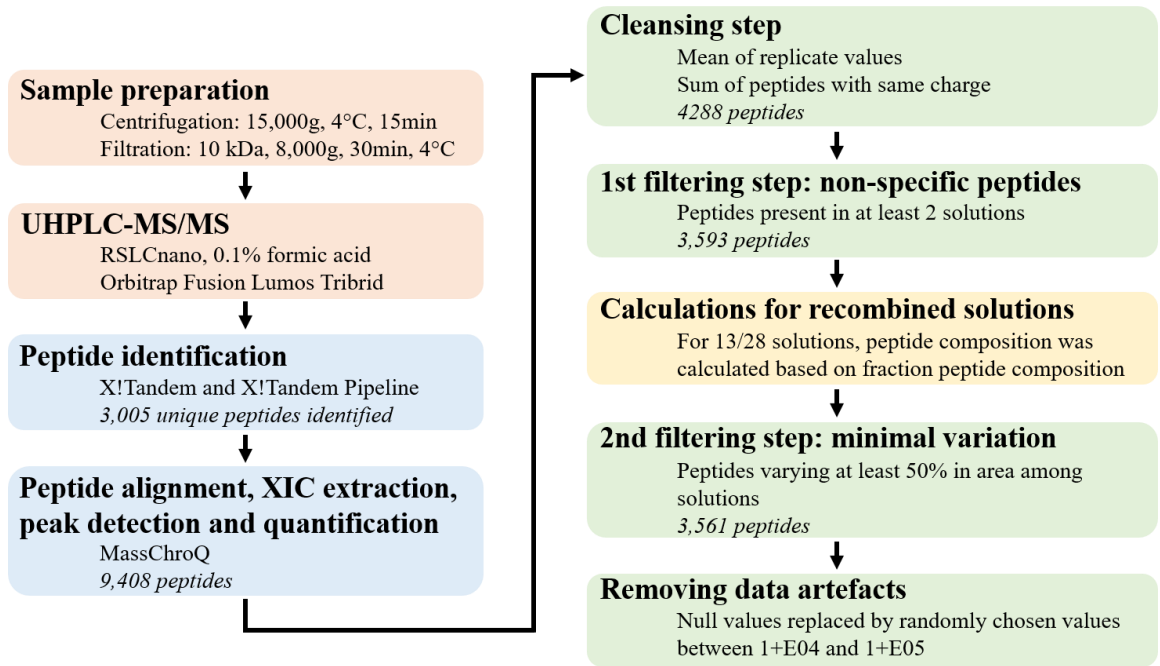 Sample preparation
Centrifugation: 15,000g, 4°C, 15min
Filtration: 10 kDa, 8,000g, 30min, 4°C
UHPLC-MS/MS
RSLCnano, 0.1% formic acid
Orbitrap Fusion Lumos Tribrid
Peptide identification
X!Tandem and X!Tandem Pipeline
3,005 unique peptides identified
Peptide alignment, XIC extraction,
peak detection and quantification
MassChroQ
9,408 peptides
Cleansing step
Mean of replicate values
Sum of peptides with same charge
4288 peptides
1st filtering step: non-specific peptides
Peptides present in at least 2 solutions
3,593 peptides
Calculations for recombined solutions
For 13/28 solutions, peptide composition was
calculated based on fraction peptide composition
2nd filtering step: minimal variation
Peptides varying at least 50% in area among
solutions
3,561 peptides
Removing data artefacts
Null values replaced by randomly chosen values
between 1+E04 and 1+E05